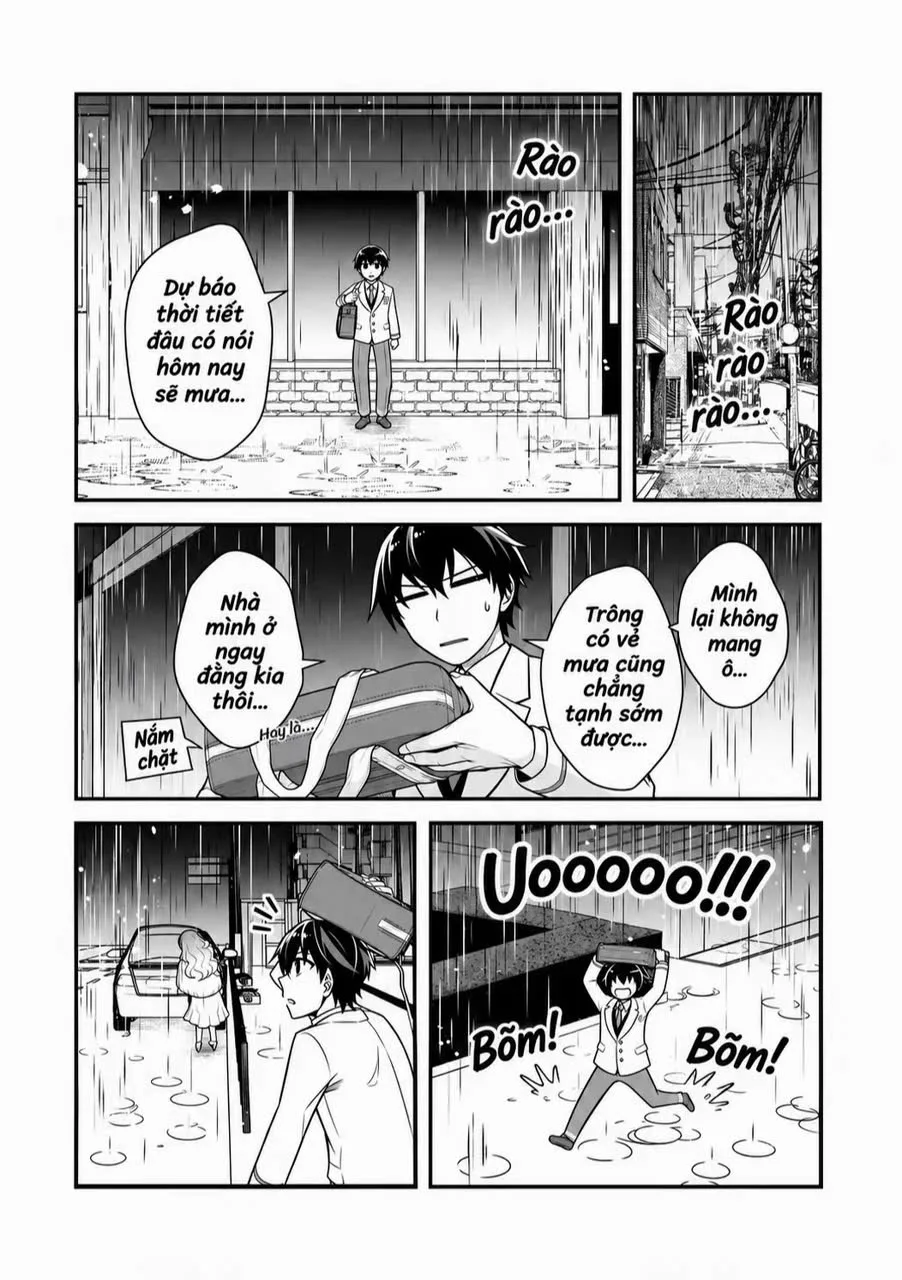 Rào
rào
rào...
Rào
rào...
Dự báo
thời tiết
đâu có nói
hôm nay
sẽ mưa...
Mình
lại không
mang
ô...
Trông
có vẻ
mưa cũng
chẳng
tạnh sớm
được...
Nhà
mình ở
ngay
đằng kia
thôi...
Hay là...
Nắm
chặt
Uooooo!!!
Bõm!
Bõm!